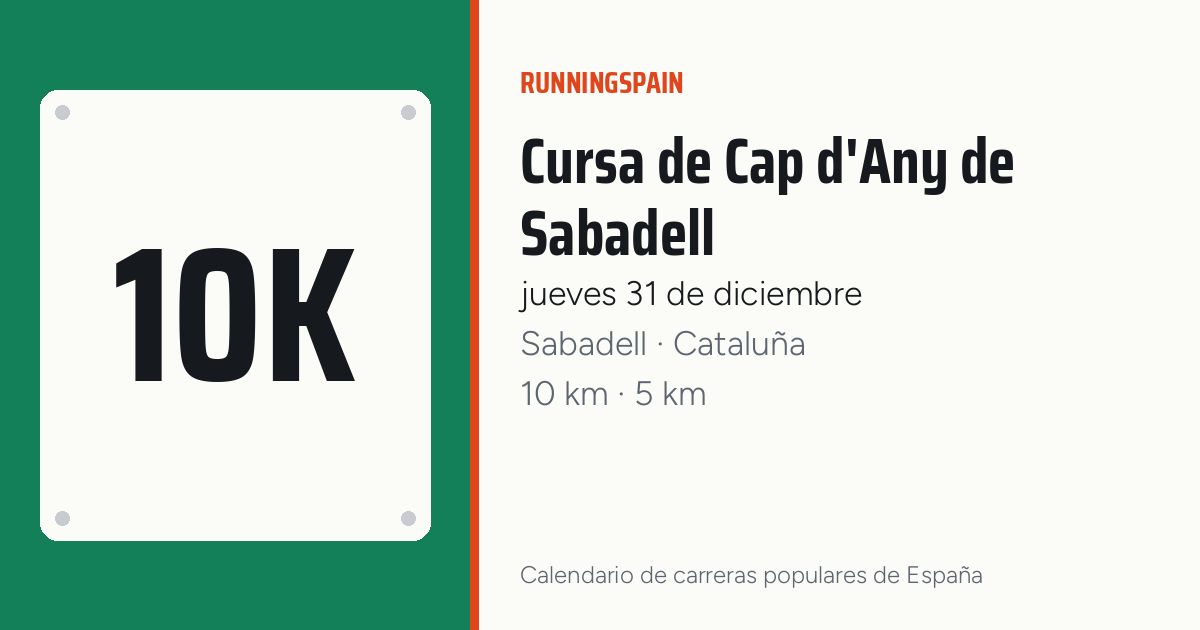 10K
RUNNINGSPAIN
Cursa de Cap d'Any de
Sabadell
jueves 31 de diciembre
Sabadell · Cataluña
10 km · 5 km
Calendario de carreras populares de España